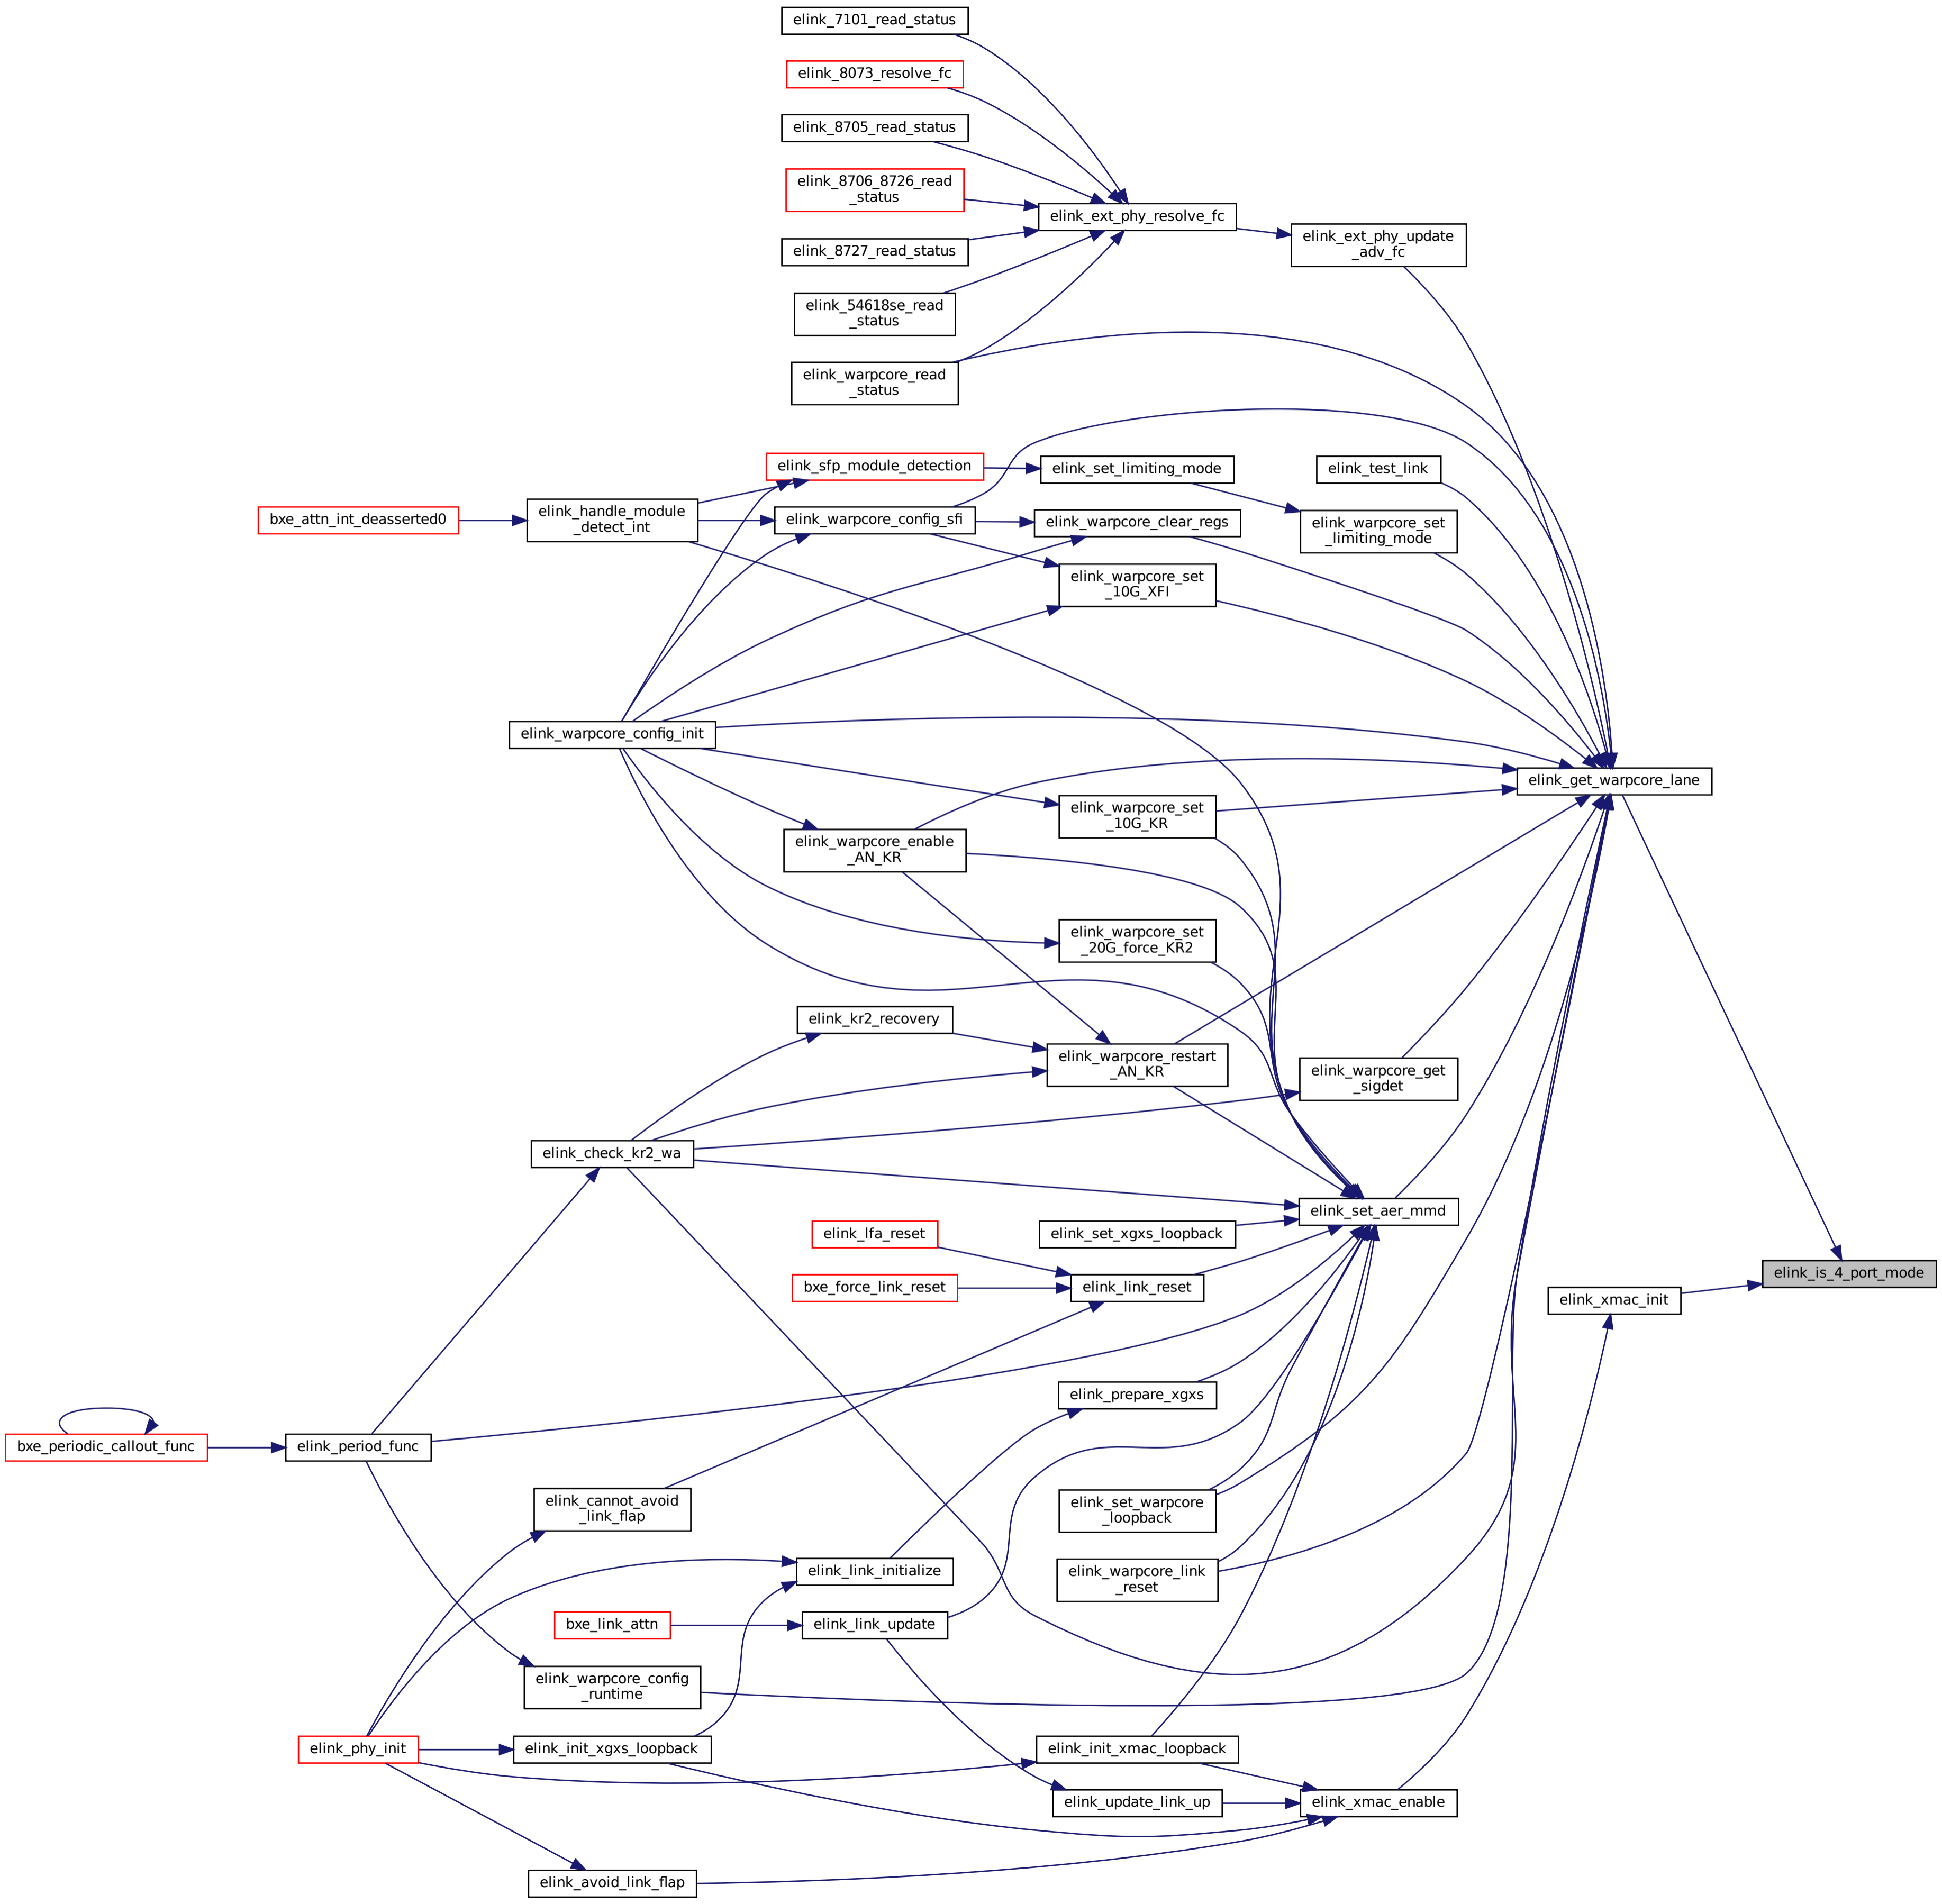 elink_7101_read_status
elink_8073_resolve_fc
elink_8705_read_status
elink_8706_8726_read
_status
elink_ext_phy_resolve_fc
elink_ext_phy_update
_adv_fc
elink_8727_read_status
elink_54618se_read
_status
elink_warpcore_read
_status
elink_sfp_module_detection
elink_set_limiting_mode
elink_test_link
bxe_attn_int_deasserted0
elink_handle_module
_detect_int
elink_warpcore_config_sfi
elink_warpcore_clear_regs
elink_warpcore_set
_limiting_mode
elink_warpcore_set
_10G_XFI
elink_warpcore_config_init
elink_get_warpcore_lane
elink_warpcore_set
_10G_KR
elink_warpcore_enable
_AN_KR
elink_warpcore_set
_20G_force_KR2
elink_kr2_recovery
elink_warpcore_restart
_AN_KR
elink_warpcore_get
_sigdet
elink_check_kr2_wa
elink_set_aer_mmd
elink_lfa_reset
elink_set_xgxs_loopback
elink_is_4_port_mode
bxe_force_link_reset
elink_link_reset
elink_xmac_init
elink_prepare_xgxs
bxe_periodic_callout_func
elink_period_func
elink_cannot_avoid
_link_flap
elink_set_warpcore
_loopback
elink_link_initialize
elink_warpcore_link
_reset
bxe_link_attn
elink_link_update
elink_warpcore_config
_runtime
elink_phy_init
elink_init_xgxs_loopback
elink_init_xmac_loopback
elink_update_link_up
elink_xmac_enable
elink_avoid_link_flap